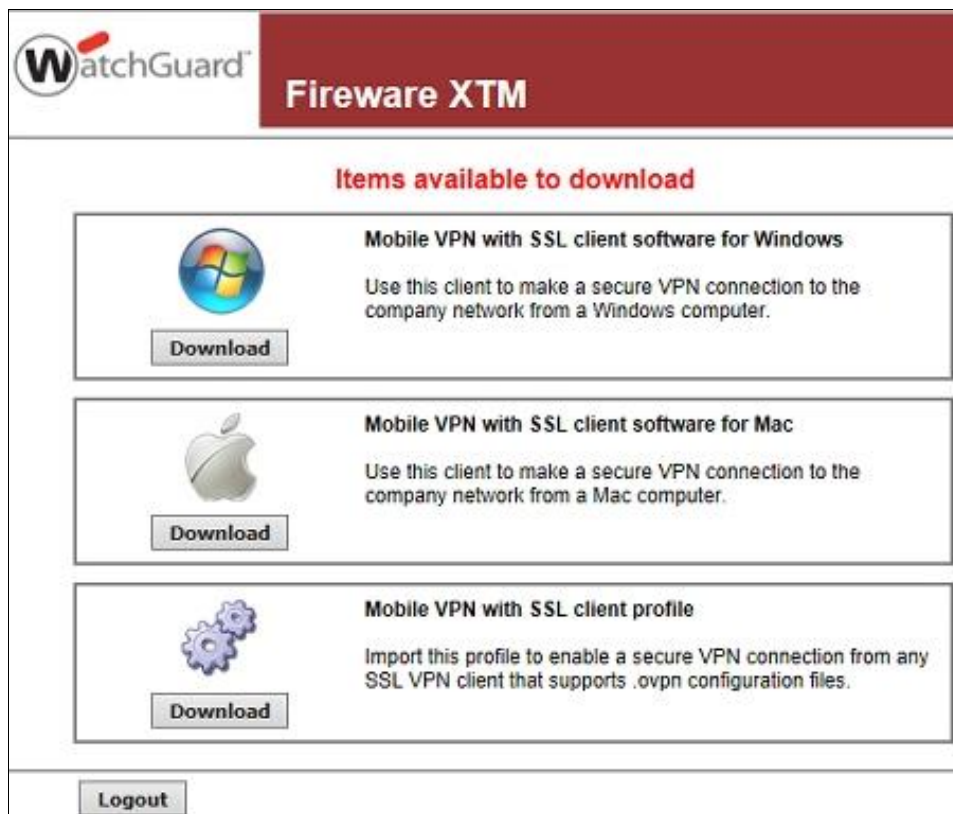 WatchGuard™
Fireware XTM
Items available to download
Mobile VPN with SSL client software for Windows
Use this client to make a secure VPN connection to the
company network from a Windows computer.
Download
Mobile VPN with SSL client software for Mac
Use this client to make a secure VPN connection to the
company network from a Mac computer.
Download
Mobile VPN with SSL client profile
Import this profile to enable a secure VPN connection from any
SSL VPN client that supports .ovpn configuration files.
Download
Logout